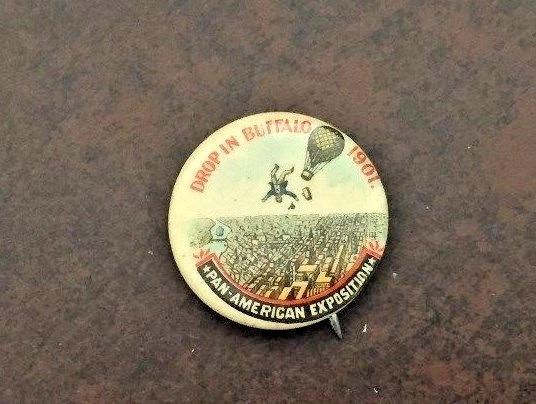 DROP IN BUFFALO 1901.
★PAN-AMERICAN EXPOSITION★